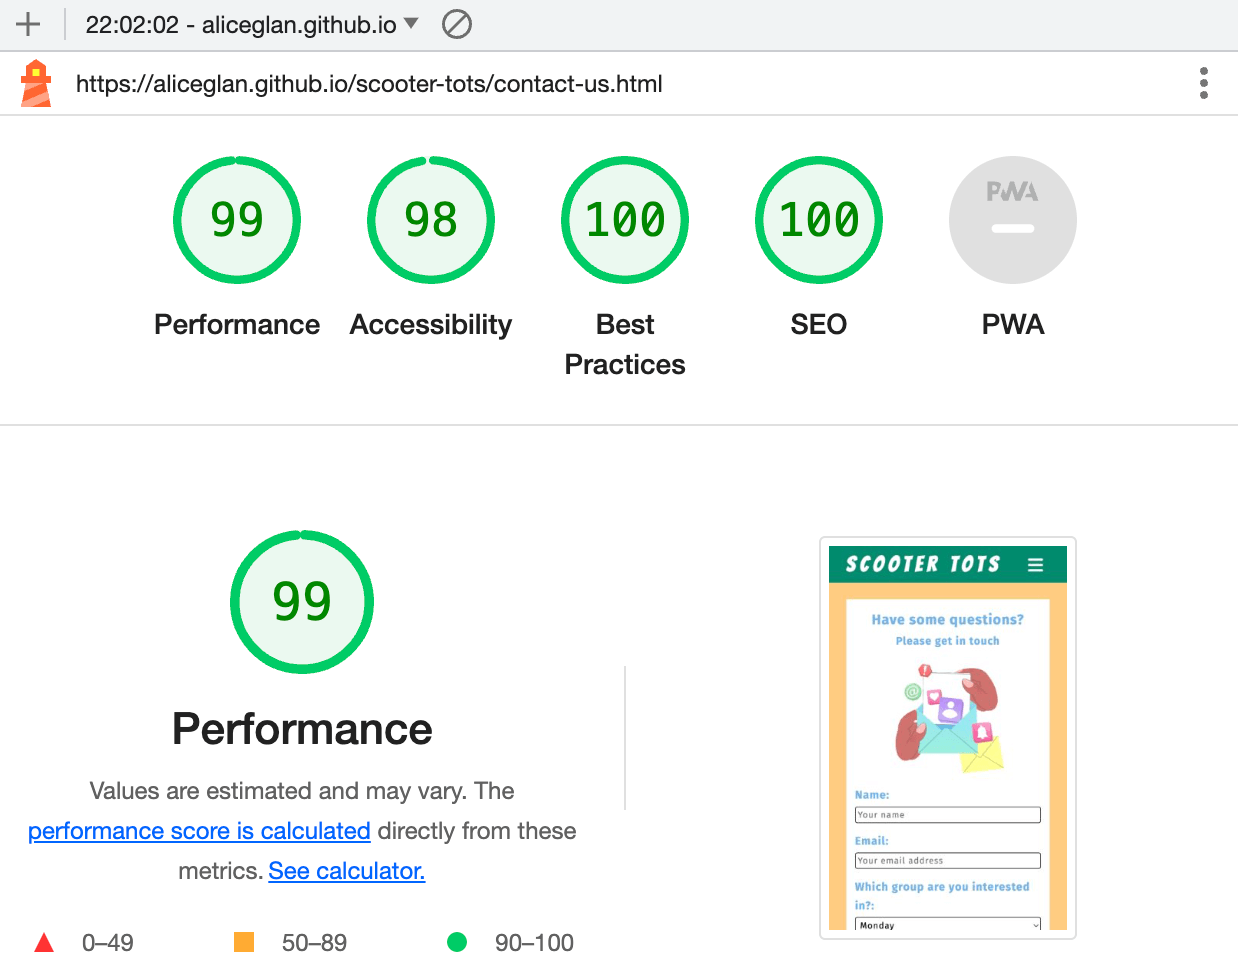 22:02:02 - aliceglan.github.io
https://aliceglan.github.io/scooter-tots/contact-us.html
99
98
100
100
PWA
Performance
Accessibility
Best
Practices
SEO
PWA
99
Performance
Values are estimated and may vary. The
performance score is calculated directly from these
metrics. See calculator.
0–49
50–89
90–100
SCOOTER TOTS
Have some questions?
Please get in touch
Name:
Your name
Email:
Your email address
Which group are you interested
in?:
Monday